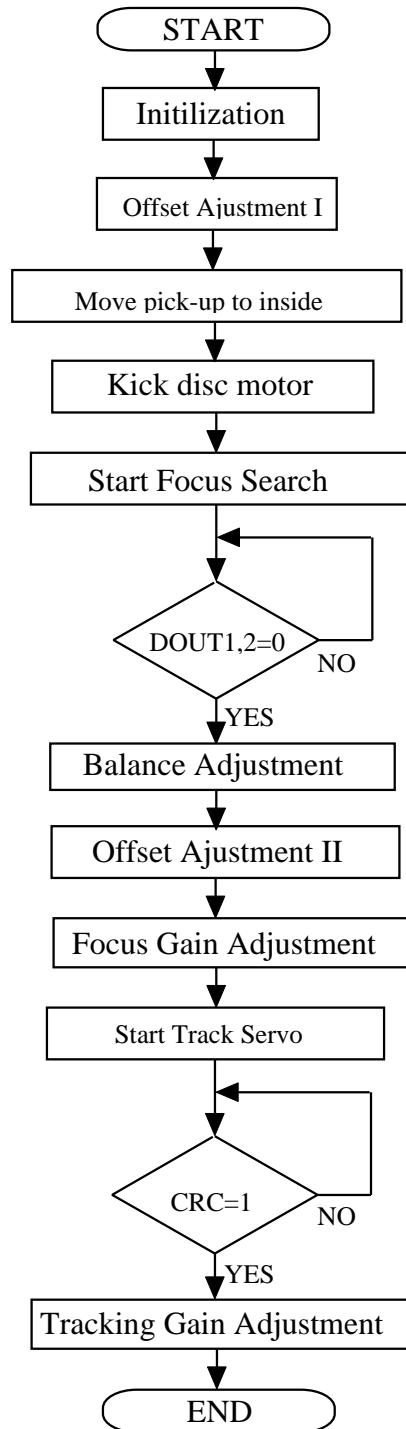 START
Initilization
Offset Ajustment I
Move pick-up to inside
Kick disc motor
Start Focus Search
DOUT1,2=0
NO
YES
Balance Adjustment
Offset Ajustment II
Focus Gain Adjustment
Start Track Servo
CRC=1
NO
YES
Tracking Gain Adjustment
END